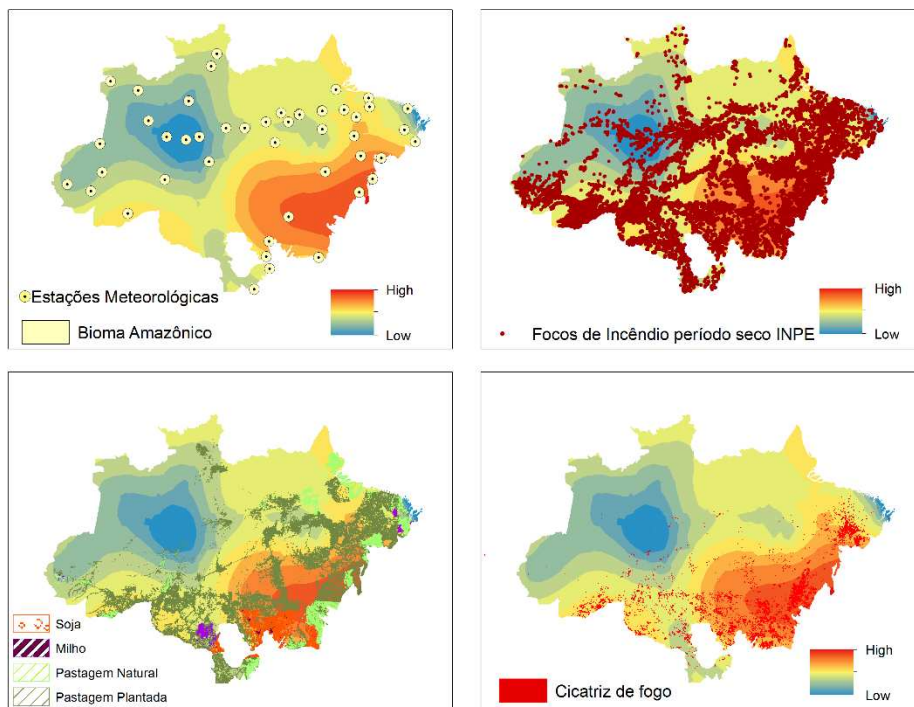 Estações Meteorológicas
Bioma Amazônico
High
Low
Focos de Incêndio período seco INPE
High
Low
Soja
Milho
Pastagem Natural
Pastagem Plantada
Cicatriz de fogo
High
Low